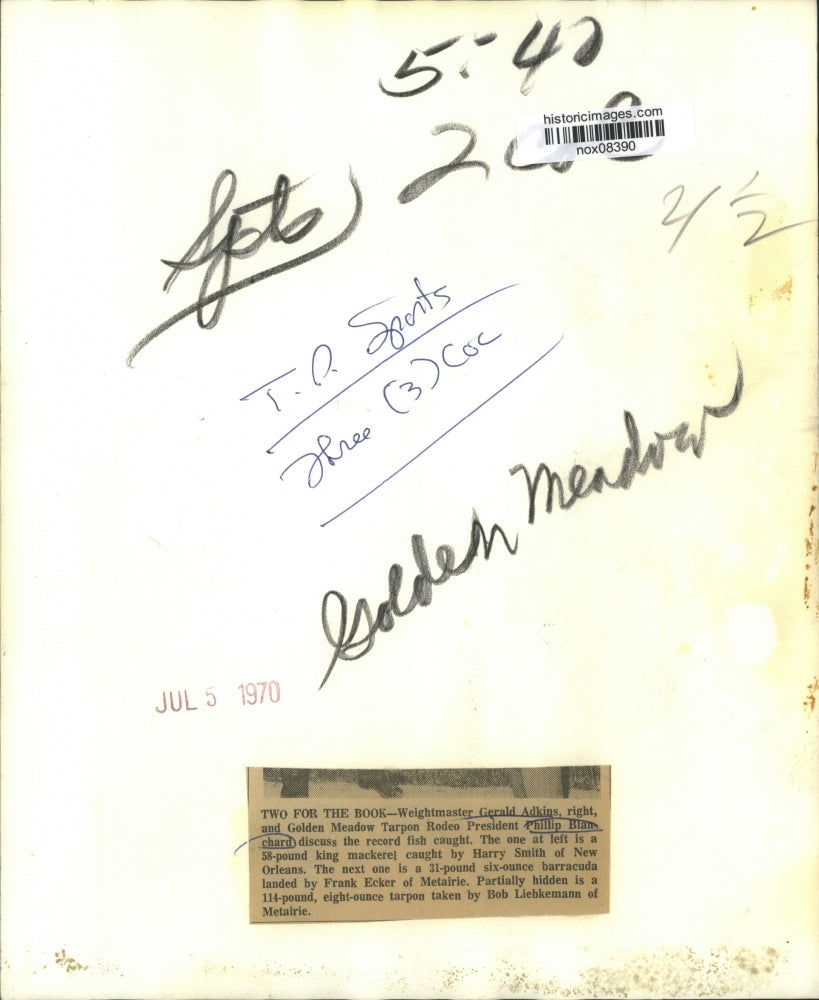 5-40
historicimages.com
nox08390
2 col
Spts
2 1/2
T. P. Sports
Three (3) Col
Golden Meadow
JUL 5 1970
TWO FOR THE BOOK—Weightmaster Gerald Adkins, right,
and Golden Meadow Tarpon Rodeo President Phillip Blan-
chard discuss the record fish caught. The one at left is a
58-pound king mackerel caught by Harry Smith of New
Orleans. The next one is a 31-pound six-ounce barracuda
landed by Frank Ecker of Metairie. Partially hidden is a
114-pound, eight-ounce tarpon taken by Bob Liebkemann of
Metairie.